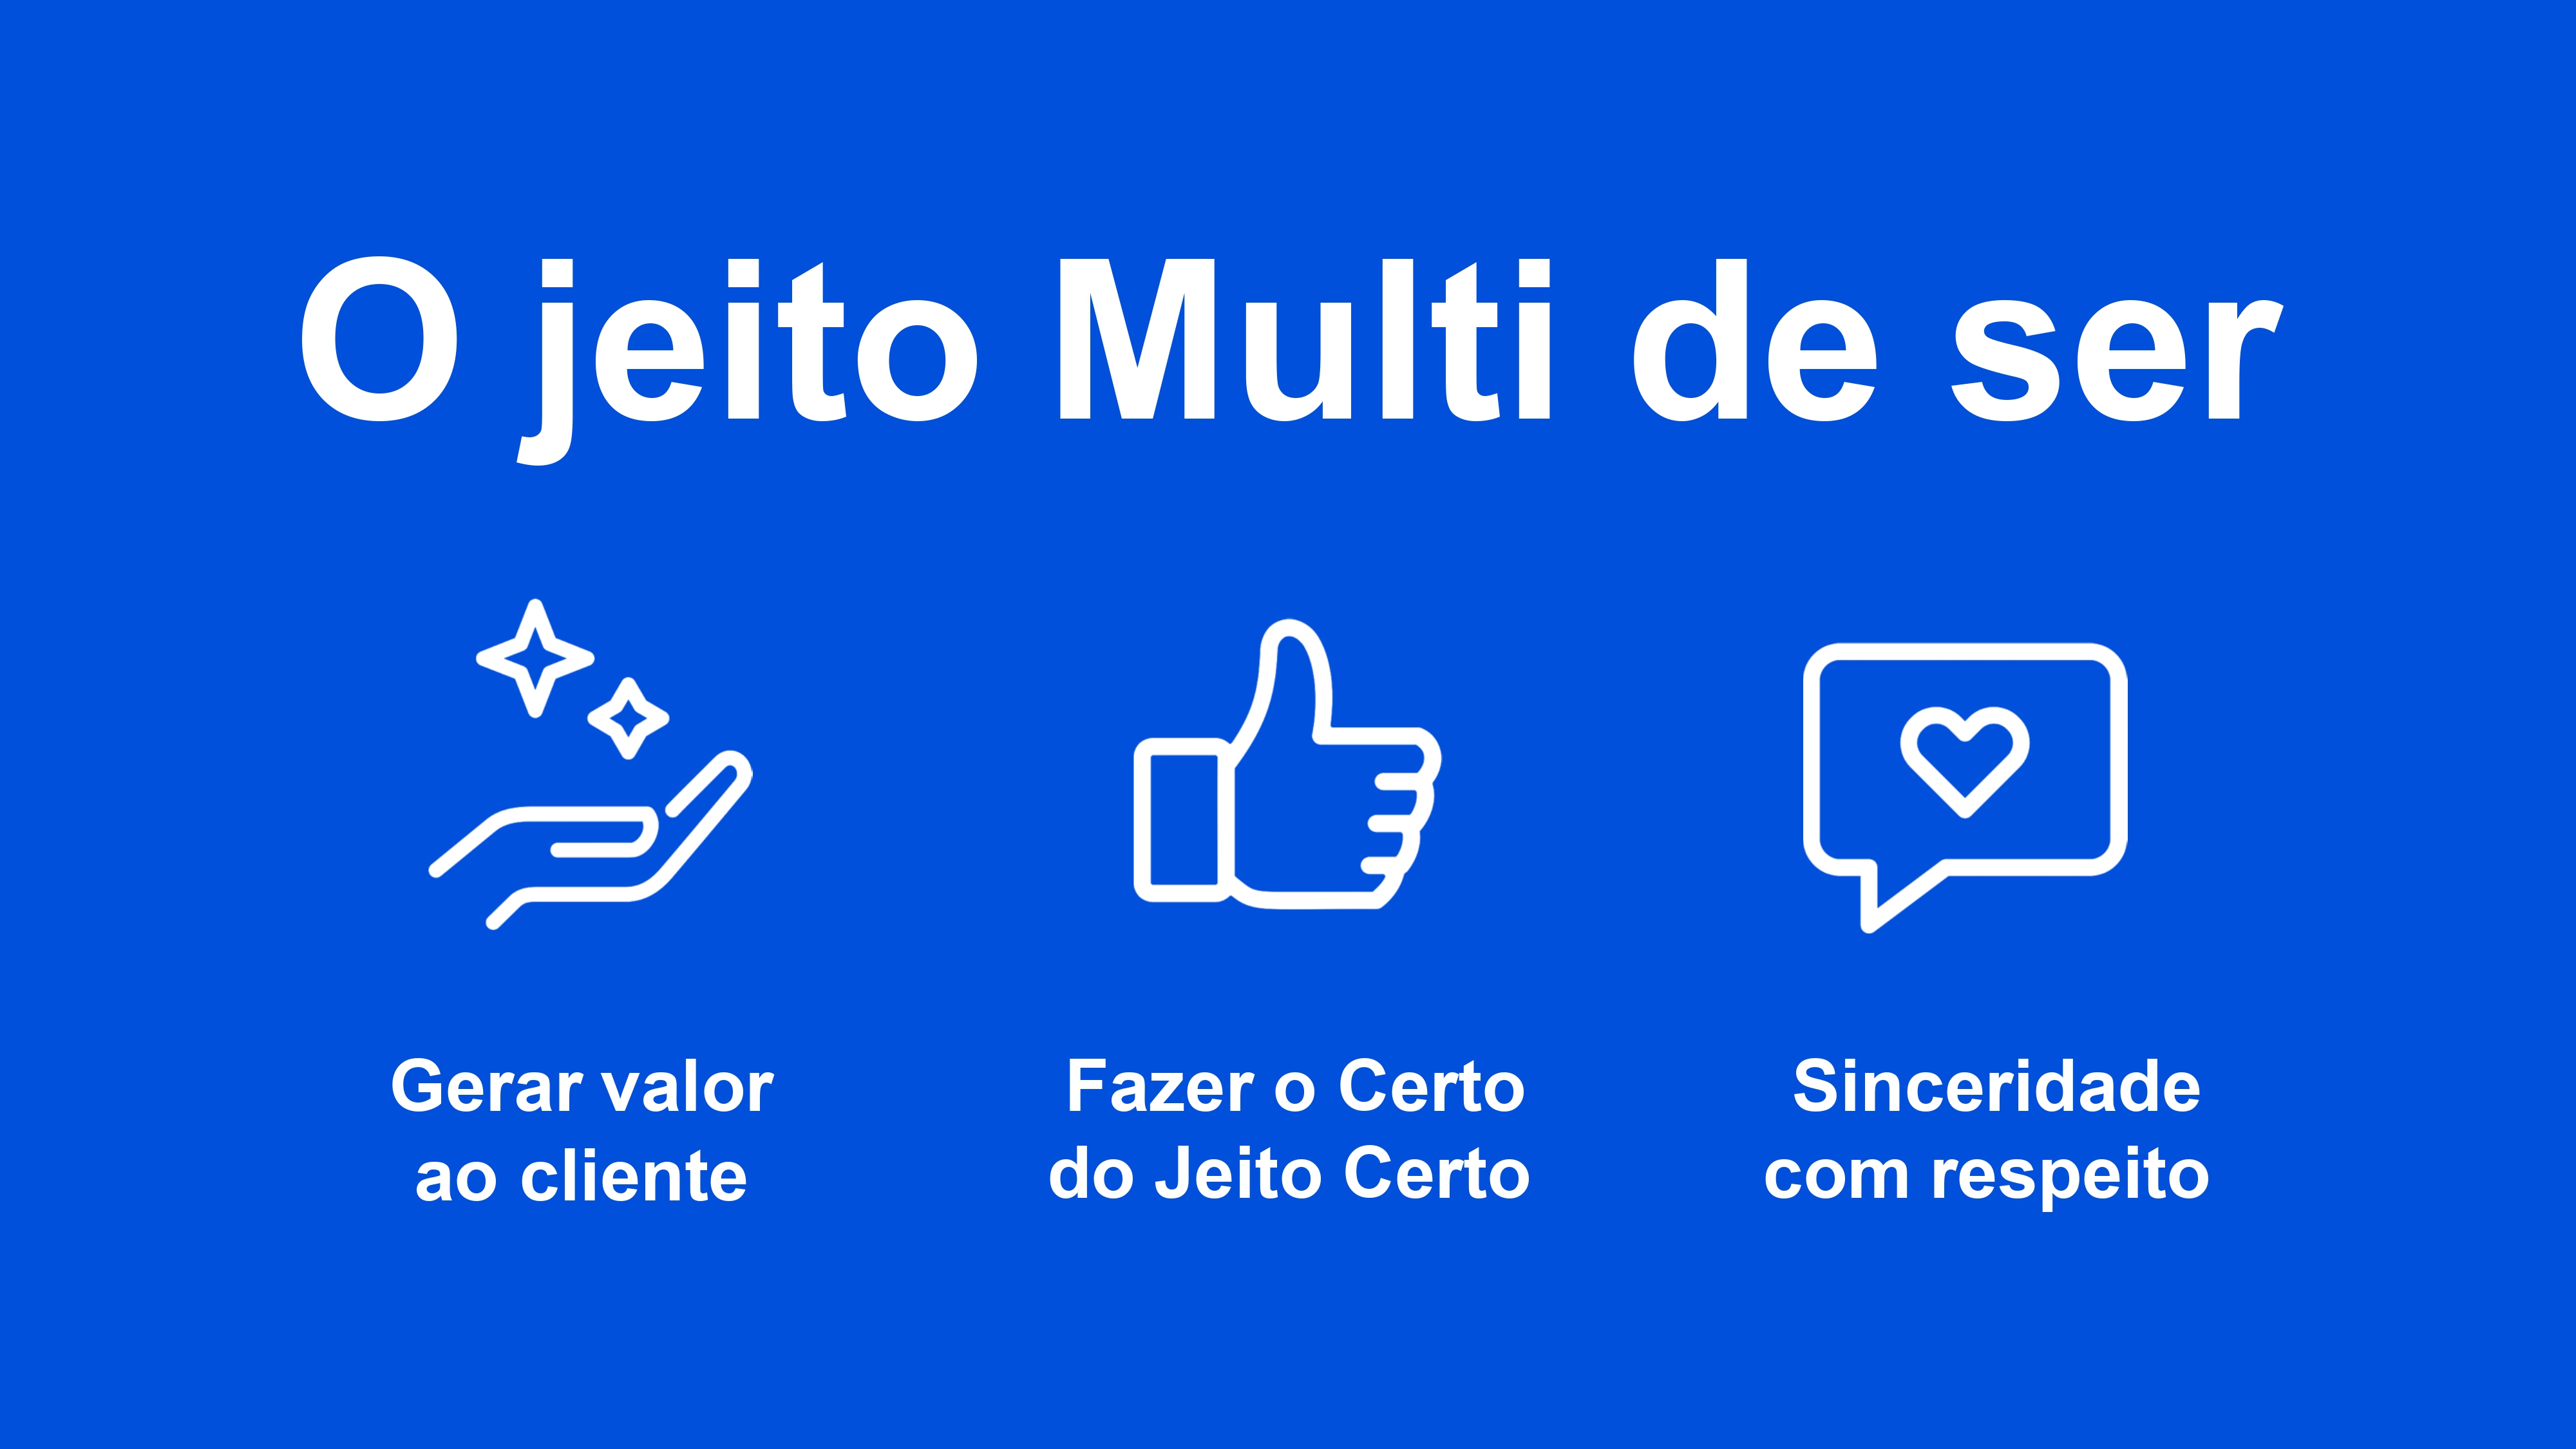 O jeito Multi de ser
Gerar valor
ao cliente
Fazer o Certo
do Jeito Certo
Sinceridade
com respeito